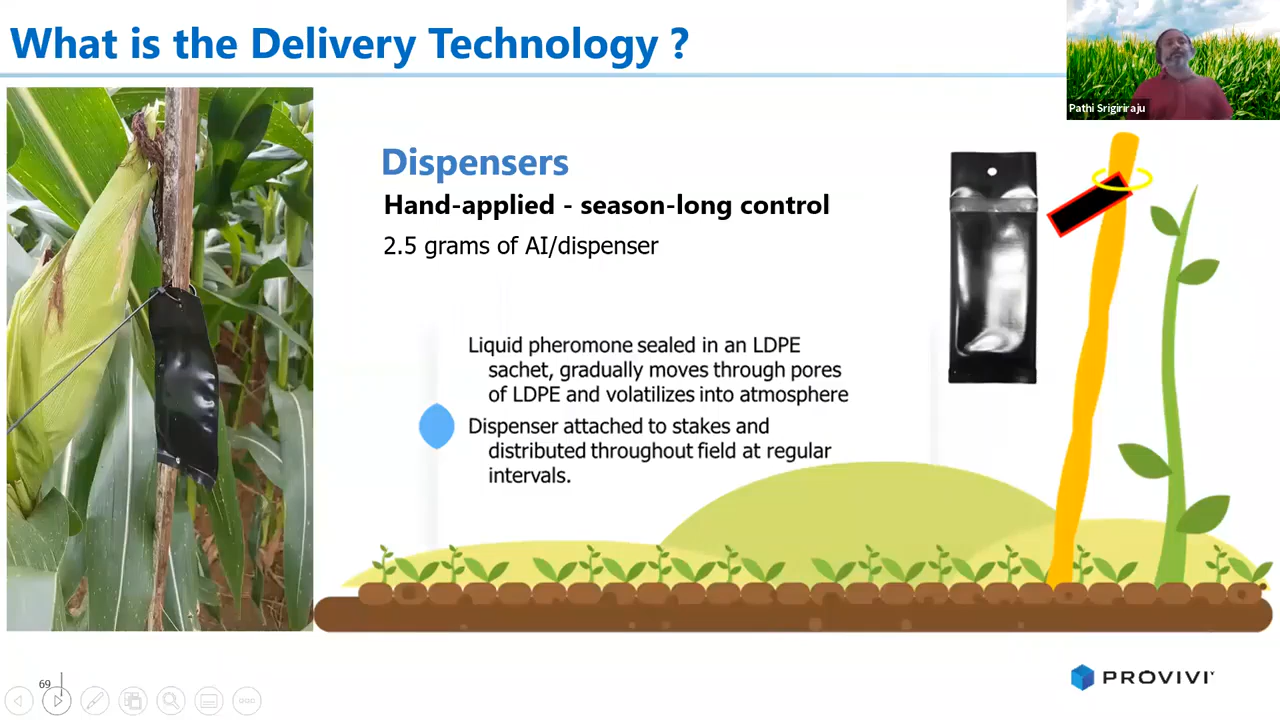 What is the Delivery Technology ?
Pathi Srigiriraju
Dispensers
Hand-applied - season-long control
2.5 grams of AI/dispenser
Liquid pheromone sealed in an LDPE
sachet, gradually moves through pores
of LDPE and volatilizes into atmosphere
Dispenser attached to stakes and
distributed throughout field at regular
intervals.
69
PROVIVI